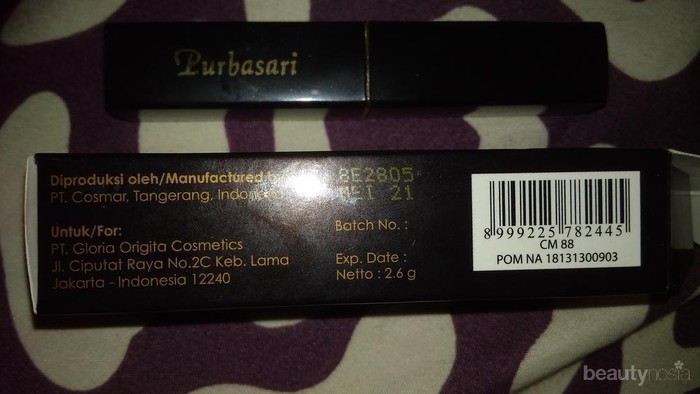 Purbasari
Diproduksi oleh/Manufactured by
PT. Cosmar, Tangerang, Indonesia
8E2805
MEI 21
Untuk/For:
PT. Gloria Origita Cosmetics
Jl. Ciputat Raya No.2C Keb. Lama
Jakarta - Indonesia 12240
Batch No. :
Exp. Date :
Netto : 2.6 g
8 999225 782445
CM 88
POM NA 18131300903
beautynesia